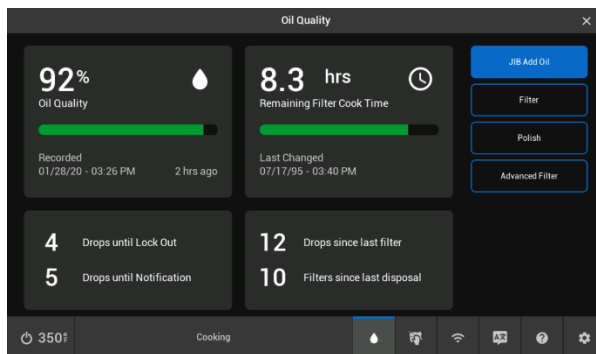 Oil Quality
92%
Oil Quality
Recorded
01/28/20 - 03:26 PM 2 hrs ago
8.3 hrs
Remaining Filter Cook Time
Last Changed
07/17/95 - 03:40 PM
JIB Add Oil
Filter
Polish
Advanced Filter
4 Drops until Lock Out
5 Drops until Notification
12 Drops since last filter
10 Filters since last disposal
350°F Cooking